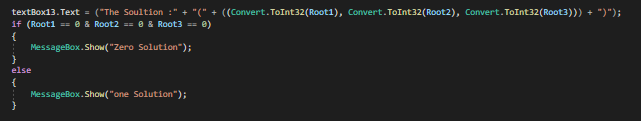 textBox13.Text = ("The Soultion :" + "(" + ((Convert.ToInt32(Root1), Convert.ToInt32(Root2), Convert.ToInt32(Root3))) + ")");
if (Root1 == 0 & Root2 == 0 & Root3 == 0)
{
MessageBox.Show("Zero Solution");
}
else
{
MessageBox.Show("one Solution");
}